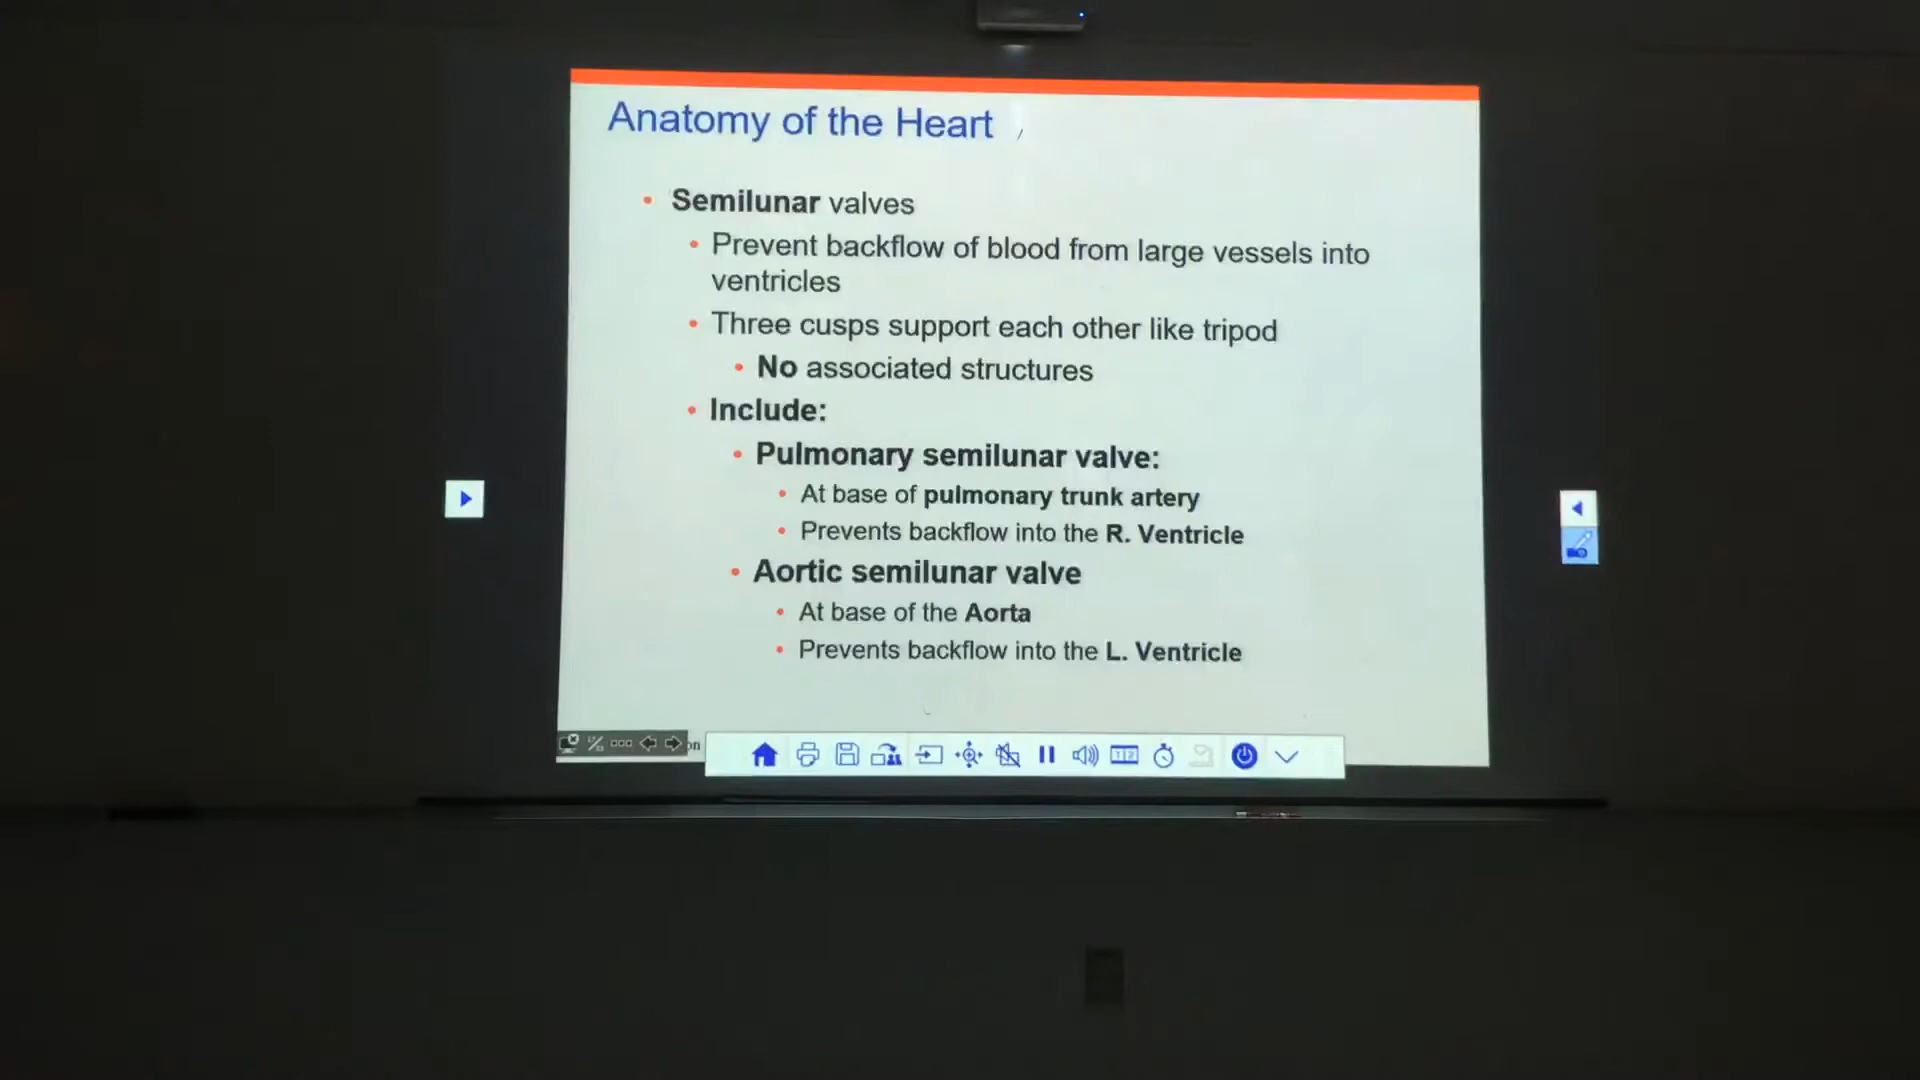 Anatomy of the Heart
• Semilunar valves
• Prevent backflow of blood from large vessels into
ventricles
• Three cusps support each other like tripod
• No associated structures
• Include:
• Pulmonary semilunar valve:
• At base of pulmonary trunk artery
• Prevents backflow into the R. Ventricle
• Aortic semilunar valve
• At base of the Aorta
• Prevents backflow into the L. Ventricle
on